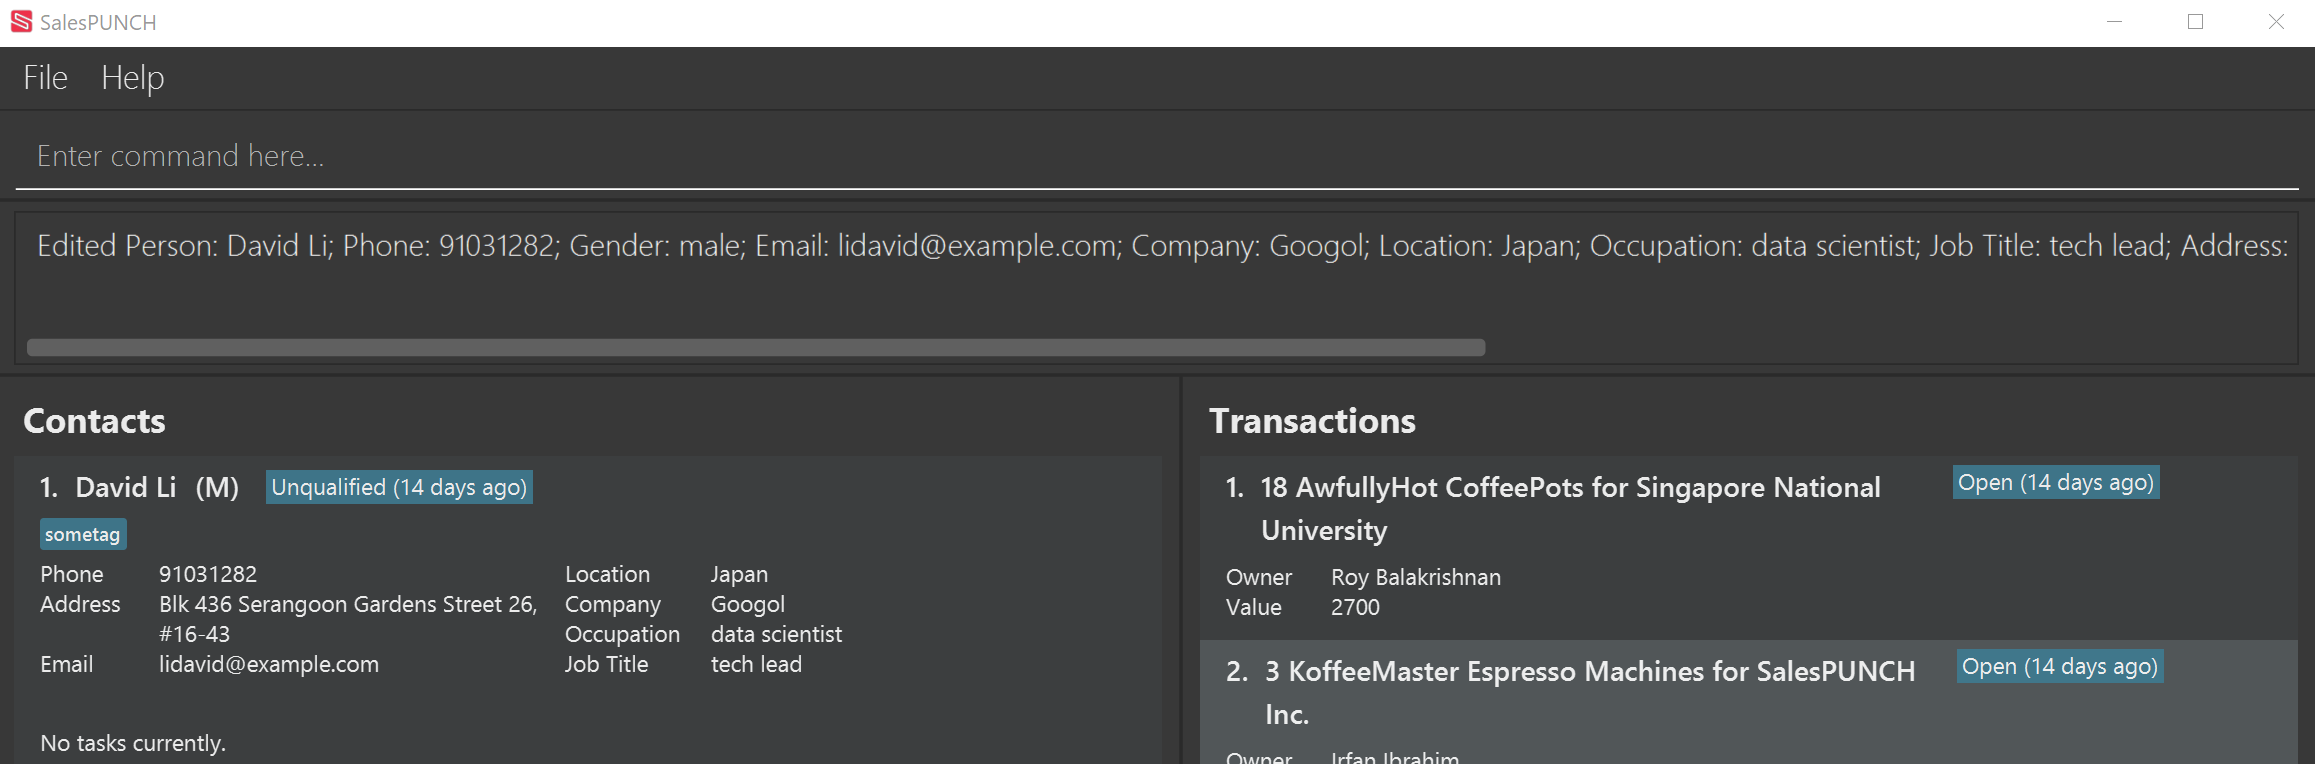 SalesPUNCH
File Help
Enter command here...
Edited Person: David Li; Phone: 91031282; Gender: male; Email: lidavid@example.com; Company: Googol; Location: Japan; Occupation: data scientist; Job Title: tech lead; Address:
Contacts
1. David Li (M) Unqualified (14 days ago)
sometag
Phone 91031282
Address Blk 436 Serangoon Gardens Street 26,
#16-43
Email lidavid@example.com
Location Japan
Company Googol
Occupation data scientist
Job Title tech lead
No tasks currently.
Transactions
1. 18 AwfullyHot CoffeePots for Singapore National Open (14 days ago)
University
Owner Roy Balakrishnan
Value 2700
2. 3 KoffeeMaster Espresso Machines for SalesPUNCH Open (14 days ago)
Inc.
Owner Irfan Ibrahim